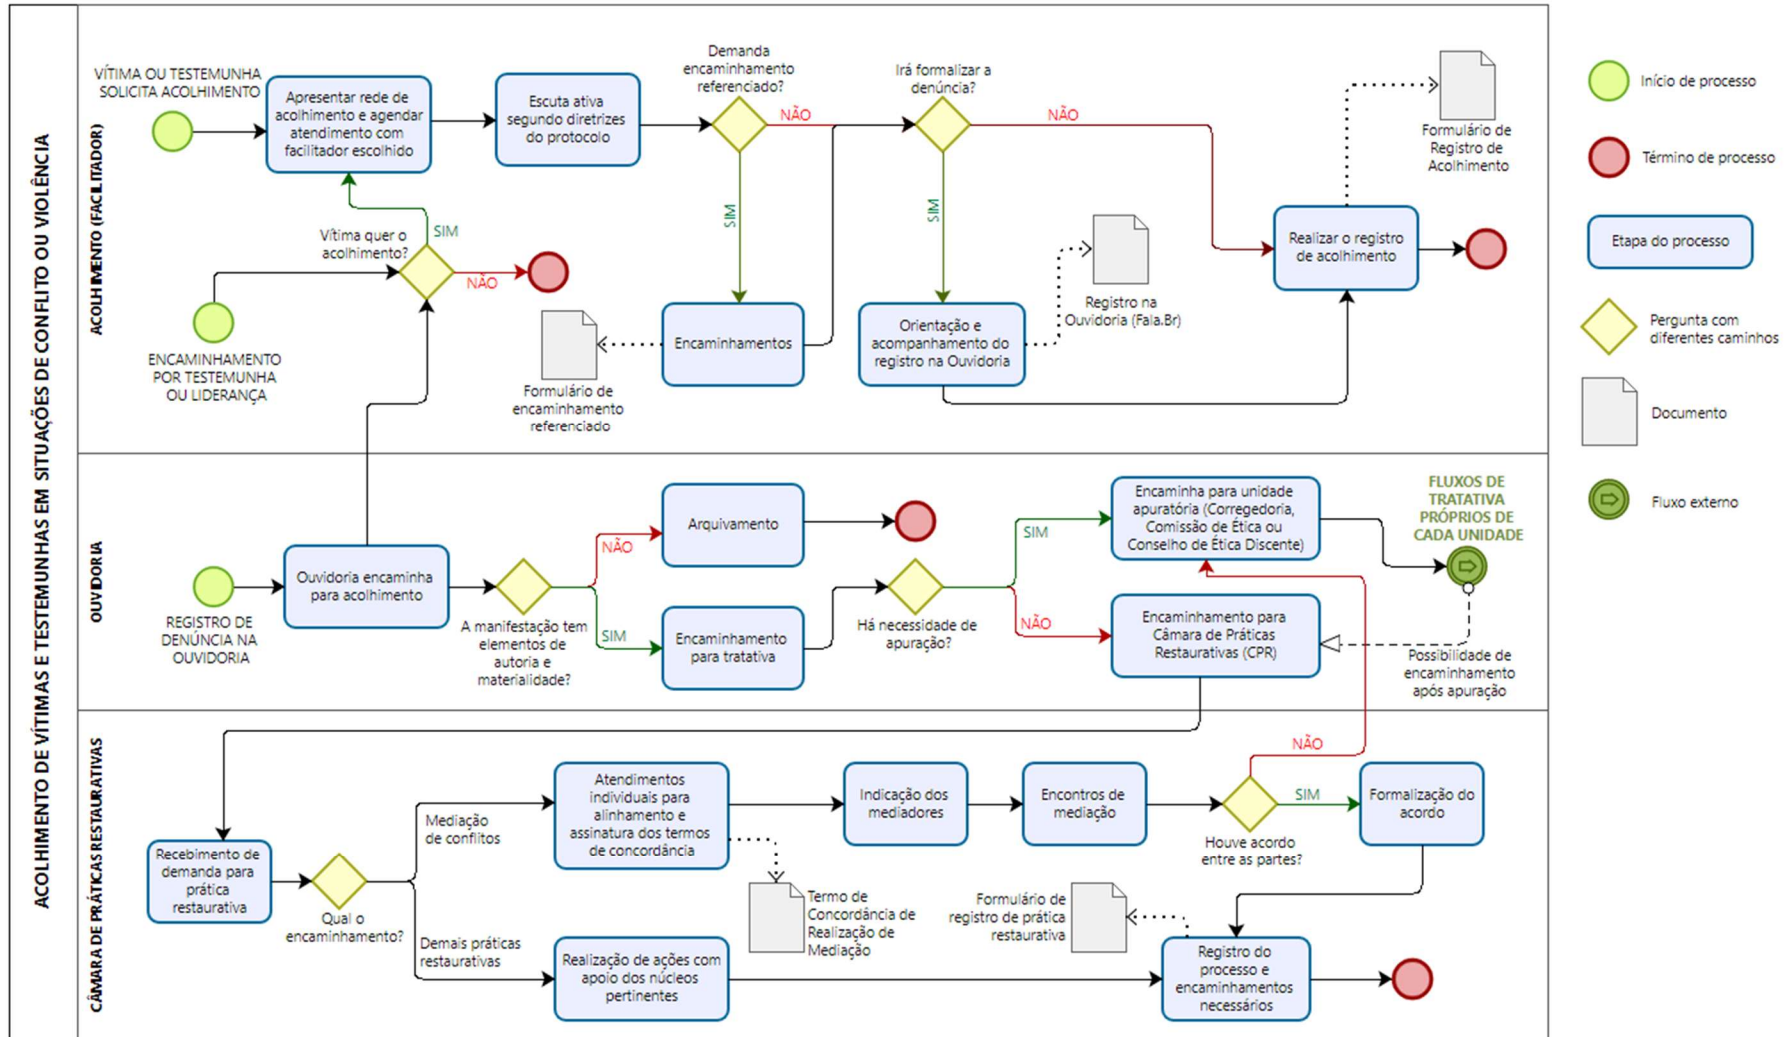 ACOLHIMENTO DE VÍTIMAS E TESTEMUNHAS EM SITUAÇÕES DE CONFLITO OU VIOLÊNCIA
ACOLHIMENTO (FACILITADOR)
VÍTIMA OU TESTEMUNHA
SOLICITA ACOLHIMENTO
Apresentar rede de
acolhimento e agendar
atendimento com
facilitador escolhido
Escuta ativa
segundo diretrizes
do protocolo
Demanda
encaminhamento
referenciado?
NÃO
SIM
Irá formalizar a
denúncia?
NÃO
SIM
Formulário de
Registro de
Acolhimento
Vítima quer o
acolhimento?
SIM
NÃO
ENCAMINHAMENTO
POR TESTEMUNHA
OU LIDERANÇA
Formulário de
encaminhamento
referenciado
Encaminhamentos
Orientação e
acompanhamento do
registro na Ouvidoria
Registro na
Ouvidoria (Fala.Br)
Realizar o registro
de acolhimento
OUVIDORIA
REGISTRO DE
DENÚNCIA NA
OUVIDORIA
Ouvidoria encaminha
para acolhimento
A manifestação tem
elementos de
autoria e
materialidade?
NÃO
SIM
Arquivamento
Encaminhamento
para tratativa
Há necessidade de
apuração?
SIM
NÃO
Encaminha para unidade
apuratória (Corregedoria,
Comissão de Ética ou
Conselho de Ética Discente)
Encaminhamento para
Câmara de Práticas
Restaurativas (CPR)
FLUXOS DE
TRATATIVA
PRÓPRIOS DE
CADA UNIDADE
Possibilidade de
encaminhamento
após apuração
CÂMARA DE PRÁTICAS RESTAURATIVAS
Recebimento de
demanda para
prática
restaurativa
Qual o
encaminhamento?
Mediação
de conflitos
Demais práticas
restaurativas
Atendimentos
individuais para
alinhamento e
assinatura dos termos
de concordância
Termo de
Concordância de
Realização de
Mediação
Indicação dos
mediadores
Encontros de
mediação
Houve acordo
entre as partes?
NÃO
SIM
Formalização do
acordo
Realização de ações com
apoio dos núcleos
pertinentes
Formulário de
registro de prática
restaurativa
Registro do
processo e
encaminhamentos
necessários
Início de processo
Término de processo
Etapa do processo
Pergunta com
diferentes caminhos
Documento
Fluxo externo